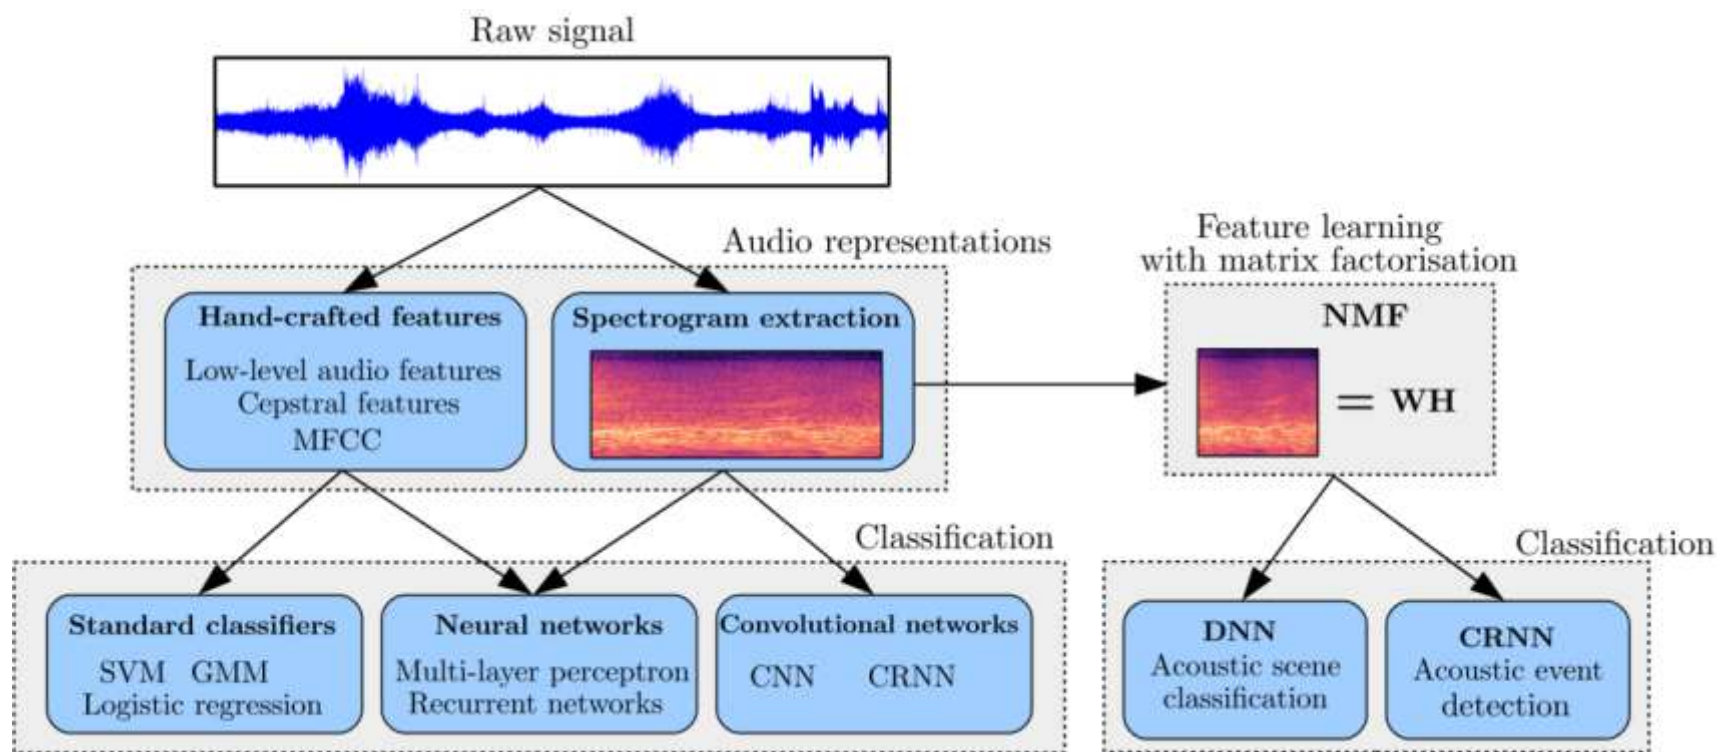 Raw signal
Audio representations
Hand-crafted features
Low-level audio features
Cepstral features
MFCC
Spectrogram extraction
Feature learning
with matrix factorisation
NMF
= WH
Classification
Standard classifiers
SVM GMM
Logistic regression
Neural networks
Multi-layer perceptron
Recurrent networks
Convolutional networks
CNN CRNN
Classification
DNN
Acoustic scene
classification
CRNN
Acoustic event
detection